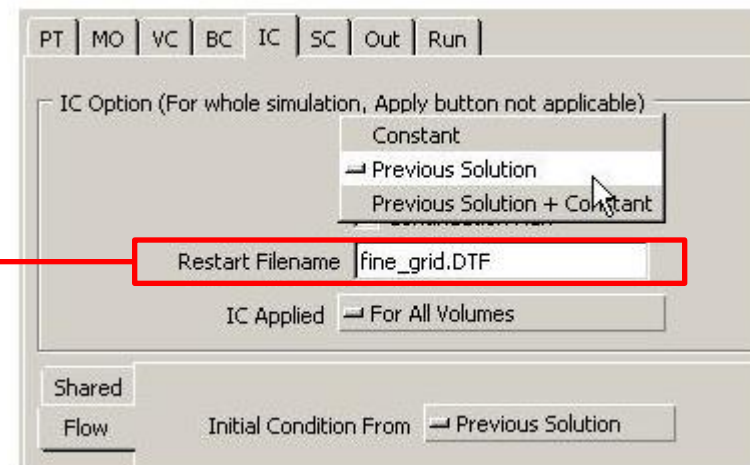 PT MO VC BC IC SC Out Run
IC Option (For whole simulation, Apply button not applicable)
Constant
Previous Solution
Previous Solution + Constant
Restart Filename fine_grid.DTF
IC Applied For All Volumes
Shared
Flow Initial Condition From Previous Solution